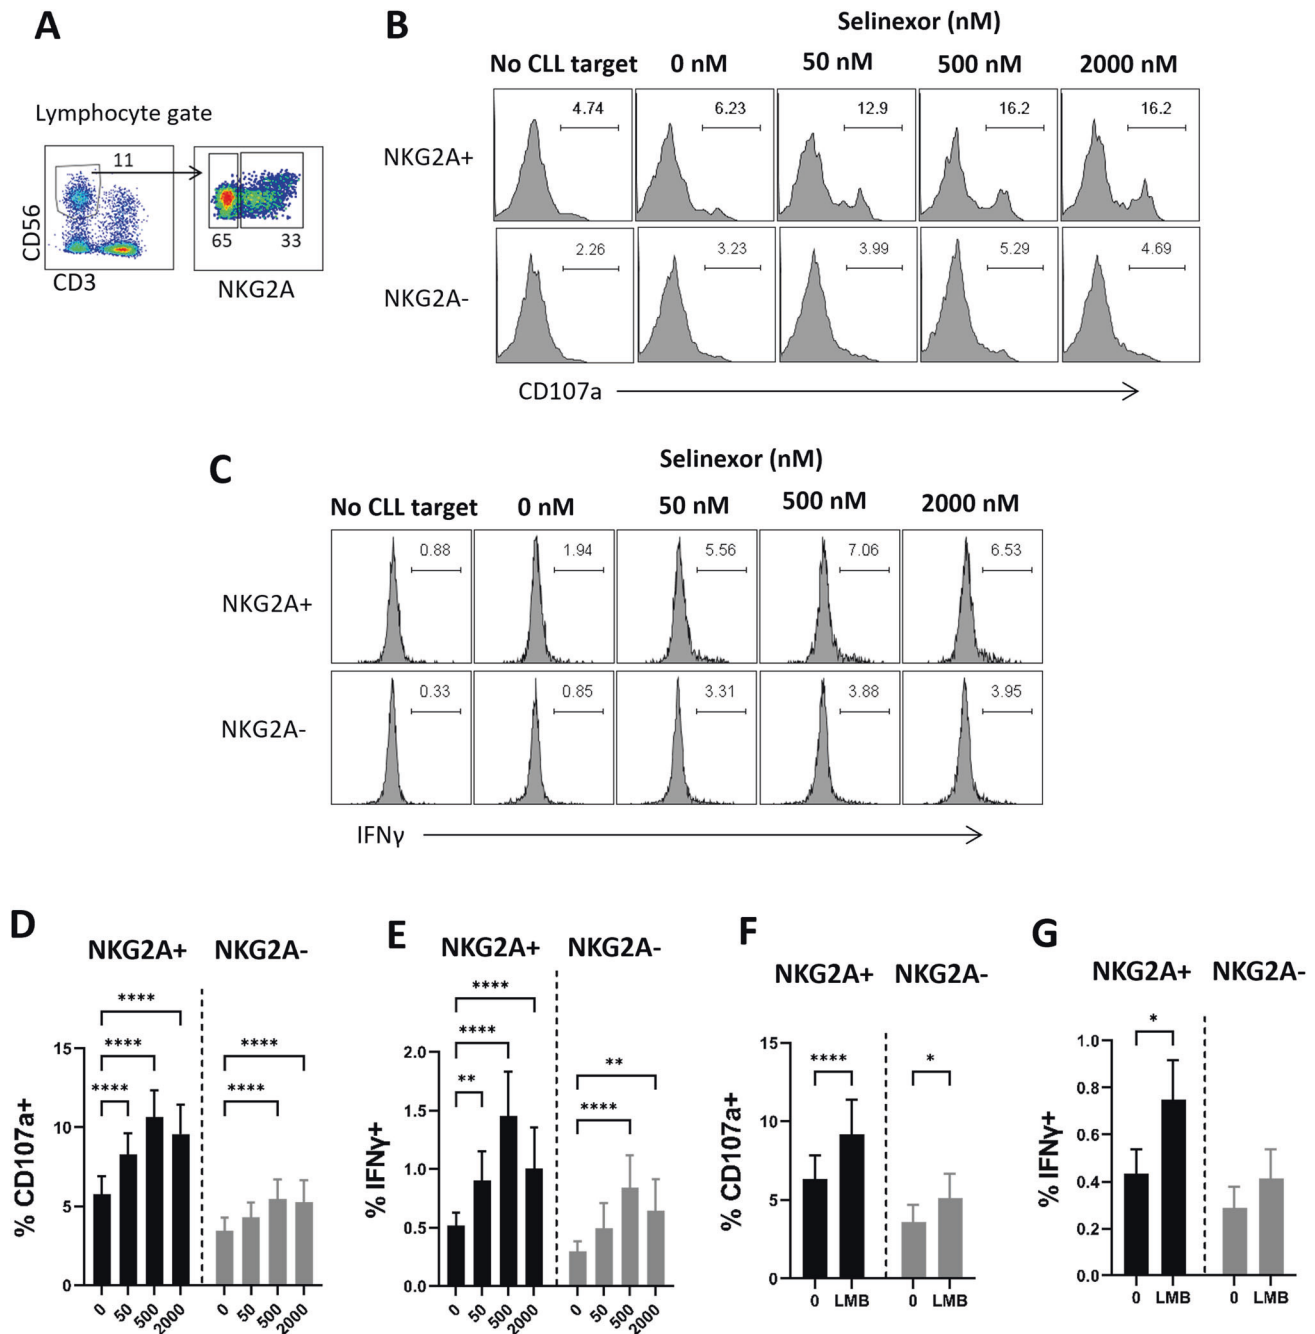 A
Lymphocyte gate
11
65 33
CD56
CD3
NKG2A
B
Selinexor (nM)
No CLL target 0 nM 50 nM 500 nM 2000 nM
NKG2A+
4.74 6.23 12.9 16.2 16.2
NKG2A-
2.26 3.23 3.99 5.29 4.69
CD107a
C
Selinexor (nM)
No CLL target 0 nM 50 nM 500 nM 2000 nM
NKG2A+
0.88 1.94 5.56 7.06 6.53
NKG2A-
0.33 0.85 3.31 3.88 3.95
IFNγ
D
NKG2A+ NKG2A-
****
**** ****
**** ****
% CD107a+
15
10
5
0
0 50 500 2000 0 50 500 2000
E
NKG2A+ NKG2A-
****
**** **
** ****
% IFNγ+
2.0
1.5
1.0
0.5
0.0
0 50 500 2000 0 50 500 2000
F
NKG2A+ NKG2A-
**** *
% CD107a+
15
10
5
0
0 LMB 0 LMB
G
NKG2A+ NKG2A-
*
% IFNγ+
1.0
0.8
0.6
0.4
0.2
0.0
0 LMB 0 LMB